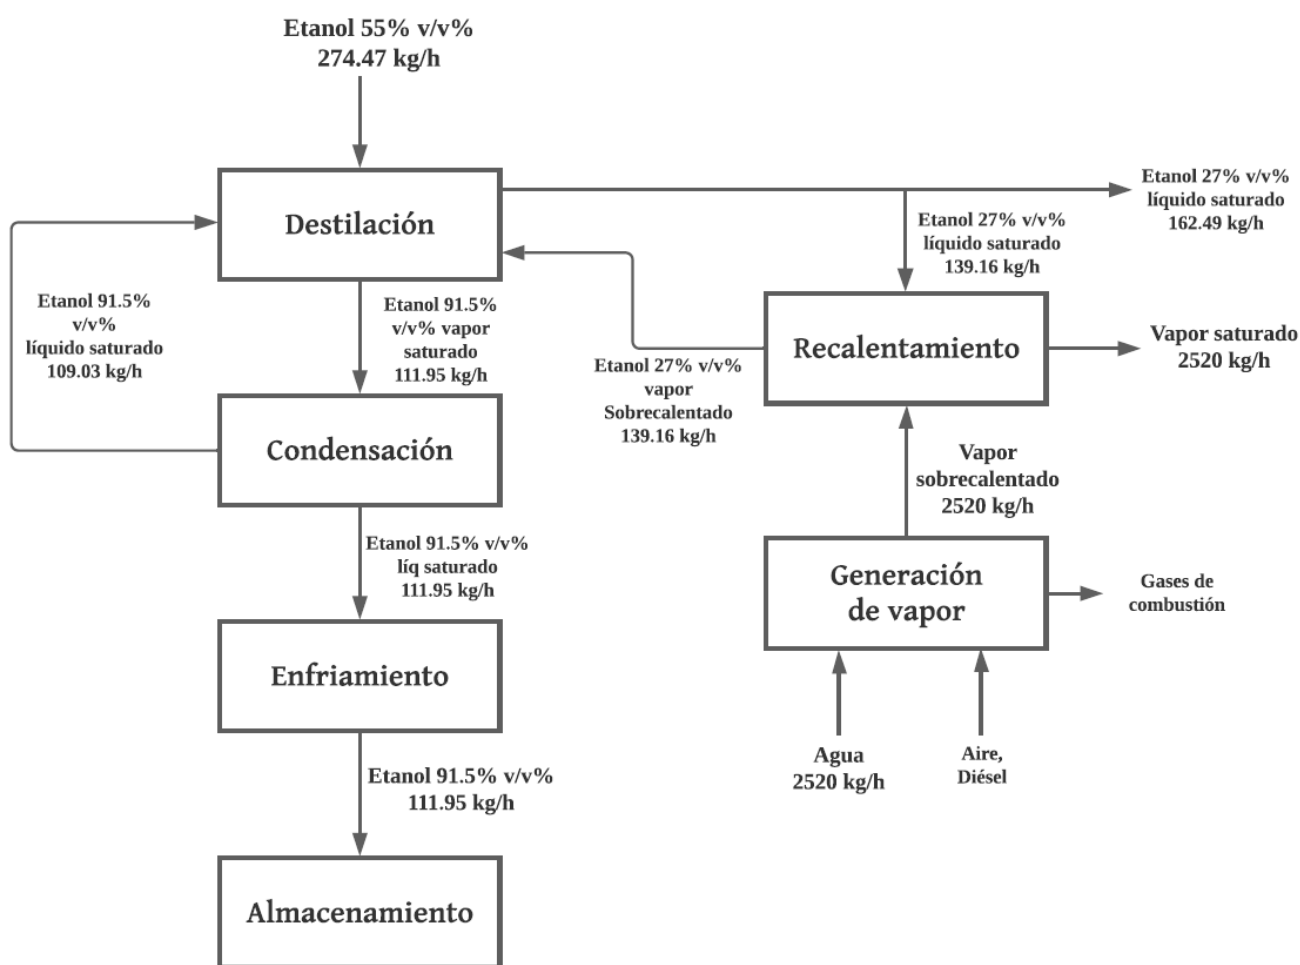 Etanol 55% v/v%
274.47 kg/h
Destilación
Etanol 27% v/v%
líquido saturado
162.49 kg/h
Etanol 27% v/v%
líquido saturado
139.16 kg/h
Etanol 91.5%
v/v%
líquido saturado
109.03 kg/h
Etanol 91.5%
v/v% vapor
saturado
111.95 kg/h
Recalentamiento
Vapor saturado
2520 kg/h
Etanol 27% v/v%
vapor
Sobrecalentado
139.16 kg/h
Condensación
Vapor
sobrecalentado
2520 kg/h
Etanol 91.5% v/v%
líq saturado
111.95 kg/h
Generación
de vapor
Gases de
combustión
Enfriamiento
Agua
2520 kg/h
Aire,
Diésel
Etanol 91.5% v/v%
111.95 kg/h
Almacenamiento